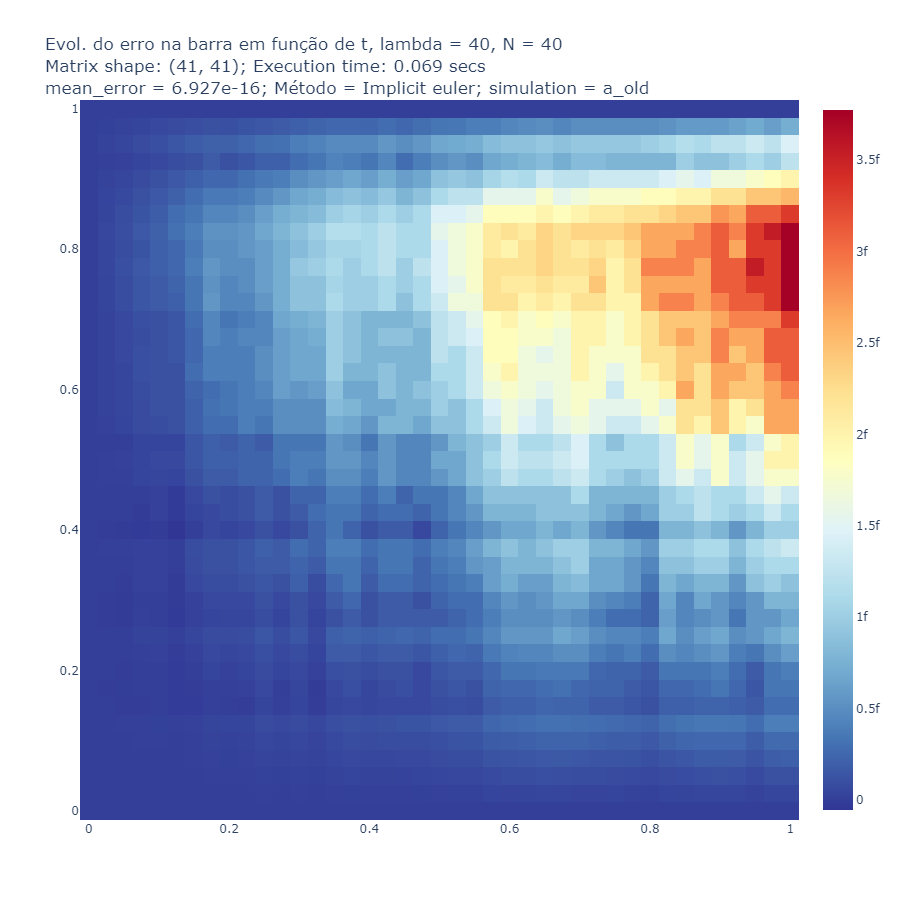 Evol. do erro na barra em função de t, lambda = 40, N = 40
Matrix shape: (41, 41); Execution time: 0.069 secs
mean_error = 6.927e-16; Método = Implicit euler; simulation = a_old
1
0.8
0.6
0.4
0.2
0
0 0.2 0.4 0.6 0.8 1
3.5f
3f
2.5f
2f
1.5f
1f
0.5f
0